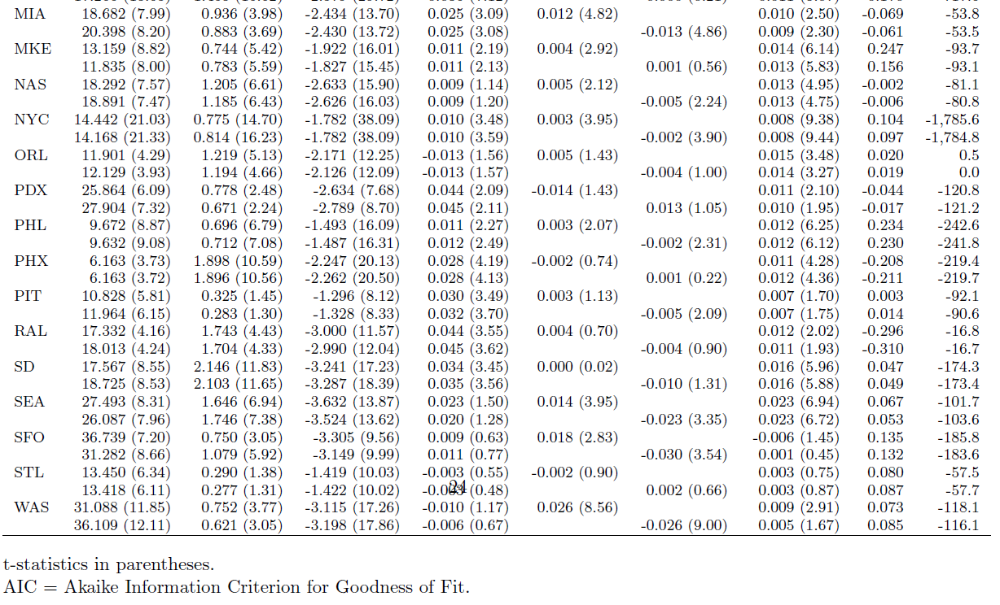 MIA 18.682 (7.99) 0.936 (3.98) -2.434 (13.70) 0.025 (3.09) 0.012 (4.82) 0.010 (2.50) -0.069 -53.8
20.398 (8.20) 0.883 (3.69) -2.430 (13.72) 0.025 (3.08) -0.013 (4.86) 0.009 (2.30) -0.061 -53.5
MKE 13.159 (8.82) 0.744 (5.42) -1.922 (16.01) 0.011 (2.19) 0.004 (2.92) 0.014 (6.14) 0.247 -93.7
11.835 (8.00) 0.783 (5.59) -1.827 (15.45) 0.011 (2.13) 0.001 (0.56) 0.013 (5.83) 0.156 -93.1
NAS 18.292 (7.57) 1.205 (6.61) -2.633 (15.90) 0.009 (1.14) 0.005 (2.12) 0.013 (4.95) -0.002 -81.1
18.891 (7.47) 1.185 (6.43) -2.626 (16.03) 0.009 (1.20) -0.005 (2.24) 0.013 (4.75) -0.006 -80.8
NYC 14.442 (21.03) 0.775 (14.70) -1.782 (38.09) 0.010 (3.48) 0.003 (3.95) 0.008 (9.38) 0.104 -1,785.6
14.168 (21.33) 0.814 (16.23) -1.782 (38.09) 0.010 (3.59) -0.002 (3.90) 0.008 (9.44) 0.097 -1,784.8
ORL 11.901 (4.29) 1.219 (5.13) -2.171 (12.25) -0.013 (1.56) 0.005 (1.43) 0.015 (3.48) 0.020 0.5
12.129 (3.93) 1.194 (4.66) -2.126 (12.09) -0.013 (1.57) -0.004 (1.00) 0.014 (3.27) 0.019 0.0
PDX 25.864 (6.09) 0.778 (2.48) -2.634 (7.68) 0.044 (2.09) -0.014 (1.43) 0.011 (2.10) -0.044 -120.8
27.904 (7.32) 0.671 (2.24) -2.789 (8.70) 0.045 (2.11) 0.013 (1.05) 0.010 (1.95) -0.017 -121.2
PHL 9.672 (8.87) 0.696 (6.79) -1.493 (16.09) 0.011 (2.27) 0.003 (2.07) 0.012 (6.25) 0.234 -242.6
9.632 (9.08) 0.712 (7.08) -1.487 (16.31) 0.012 (2.49) -0.002 (2.31) 0.012 (6.12) 0.230 -241.8
PHX 6.163 (3.73) 1.898 (10.59) -2.247 (20.13) 0.028 (4.19) -0.002 (0.74) 0.011 (4.28) -0.208 -219.4
6.163 (3.72) 1.896 (10.56) -2.262 (20.50) 0.028 (4.13) 0.001 (0.22) 0.012 (4.36) -0.211 -219.7
PIT 10.828 (5.81) 0.325 (1.45) -1.296 (8.12) 0.030 (3.49) 0.003 (1.13) 0.007 (1.70) 0.003 -92.1
11.964 (6.15) 0.283 (1.30) -1.328 (8.33) 0.032 (3.70) -0.005 (2.09) 0.007 (1.75) 0.014 -90.6
RAL 17.332 (4.16) 1.743 (4.43) -3.000 (11.57) 0.044 (3.55) 0.004 (0.70) 0.012 (2.02) -0.296 -16.8
18.013 (4.24) 1.704 (4.33) -2.990 (12.04) 0.045 (3.62) -0.004 (0.90) 0.011 (1.93) -0.310 -16.7
SD 17.567 (8.55) 2.146 (11.83) -3.241 (17.23) 0.034 (3.45) 0.000 (0.02) 0.016 (5.96) 0.047 -174.3
18.725 (8.53) 2.103 (11.65) -3.287 (18.39) 0.035 (3.56) -0.010 (1.31) 0.016 (5.88) 0.049 -173.4
SEA 27.493 (8.31) 1.646 (6.94) -3.632 (13.87) 0.023 (1.50) 0.014 (3.95) 0.023 (6.94) 0.067 -101.7
26.087 (7.96) 1.746 (7.38) -3.524 (13.62) 0.020 (1.28) -0.023 (3.35) 0.023 (6.72) 0.053 -103.6
SFO 36.739 (7.20) 0.750 (3.05) -3.305 (9.56) 0.009 (0.63) 0.018 (2.83) -0.006 (1.45) 0.135 -185.8
31.282 (8.66) 1.079 (5.92) -3.149 (9.99) 0.011 (0.77) -0.030 (3.54) 0.001 (0.45) 0.132 -183.6
STL 13.450 (6.34) 0.290 (1.38) -1.419 (10.03) -0.003 (0.55) -0.002 (0.90) 0.003 (0.75) 0.080 -57.5
24
13.418 (6.11) 0.277 (1.31) -1.422 (10.02) -0.003 (0.48) 0.002 (0.66) 0.003 (0.87) 0.087 -57.7
WAS 31.088 (11.85) 0.752 (3.77) -3.115 (17.26) -0.010 (1.17) 0.026 (8.56) 0.009 (2.91) 0.073 -118.1
36.109 (12.11) 0.621 (3.05) -3.198 (17.86) -0.006 (0.67) -0.026 (9.00) 0.005 (1.67) 0.085 -116.1
t-statistics in parentheses.
AIC = Akaike Information Criterion for Goodness of Fit.